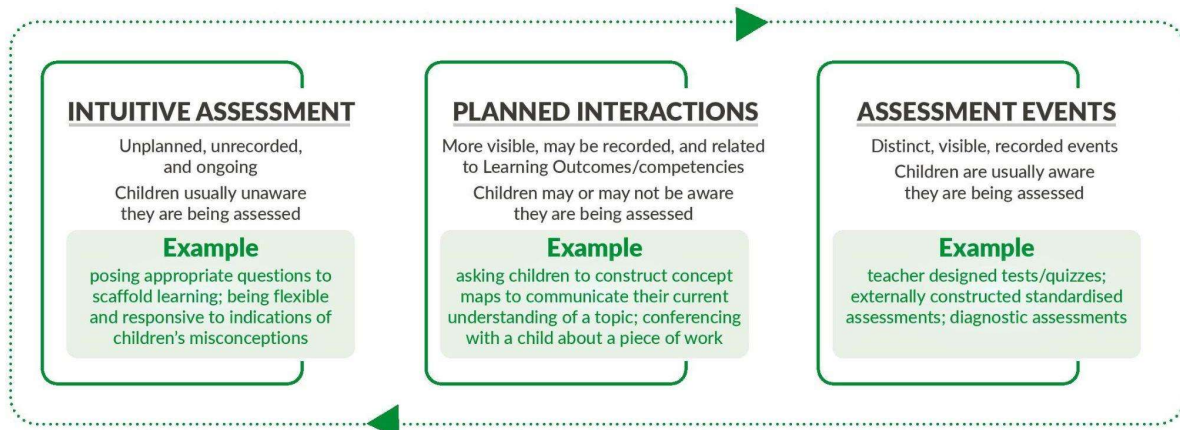 INTUITIVE ASSESSMENT
Unplanned, unrecorded,
and ongoing
Children usually unaware
they are being assessed
Example
posing appropriate questions to
scaffold learning; being flexible
and responsive to indications of
children’s misconceptions
PLANNED INTERACTIONS
More visible, may be recorded, and related
to Learning Outcomes/competencies
Children may or may not be aware
they are being assessed
Example
asking children to construct concept
maps to communicate their current
understanding of a topic; conferencing
with a child about a piece of work
ASSESSMENT EVENTS
Distinct, visible, recorded events
Children are usually aware
they are being assessed
Example
teacher designed tests/quizzes;
externally constructed standardised
assessments; diagnostic assessments